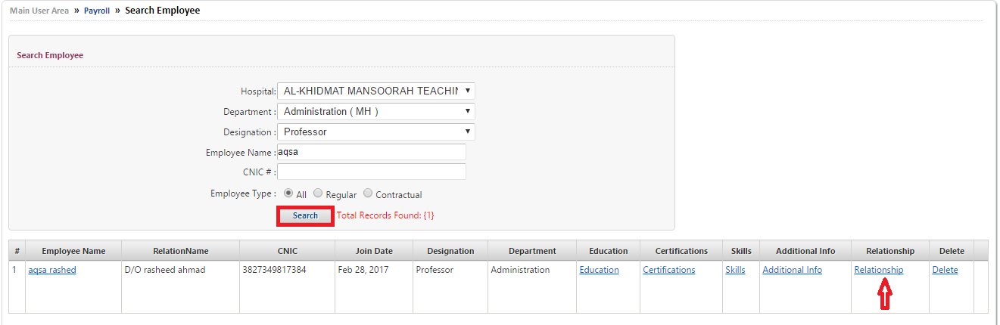 Main User Area » Payroll » Search Employee
Search Employee
Hospital: AL-KHIDMAT MANSOORAH TEACHIN
Department : Administration ( MH )
Designation : Professor
Employee Name : aqsa
CNIC # :
Employee Type : All Regular Contractual
Search Total Records Found: {1}
# Employee Name RelationName CNIC Join Date Designation Department Education Certifications Skills Additional Info Relationship Delete
1 aqsa rashed D/O rasheed ahmad 3827349817384 Feb 28, 2017 Professor Administration Education Certifications Skills Additional Info Relationship Delete